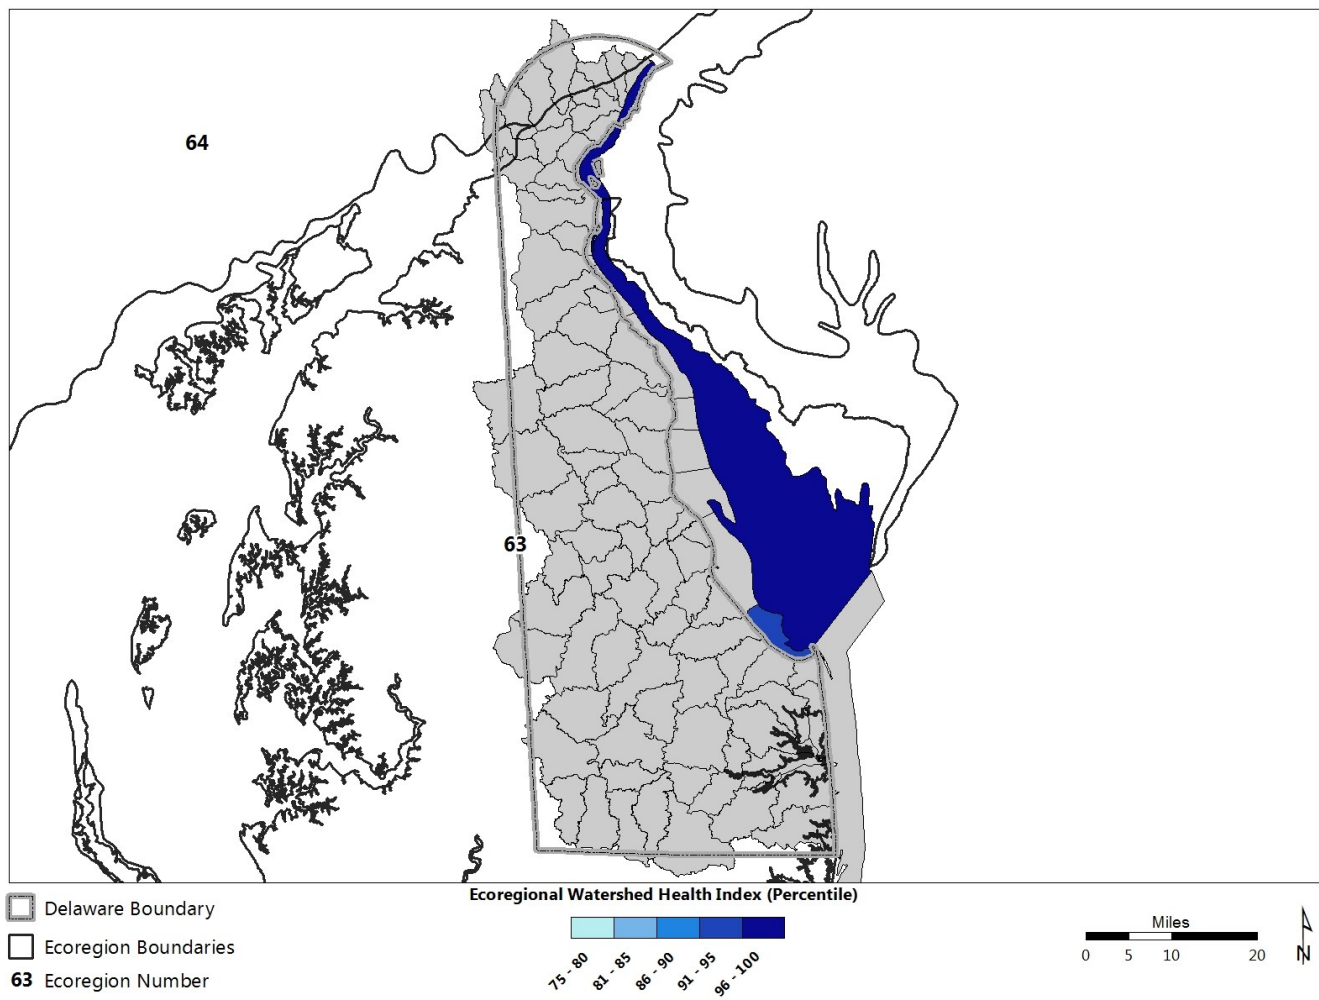 64
63
Delaware Boundary
Ecoregion Boundaries
63 Ecoregion Number
Ecoregional Watershed Health Index (Percentile)
75 - 80
81 - 85
86 - 90
91 - 95
96 - 100
Miles
0 5 10 20
N